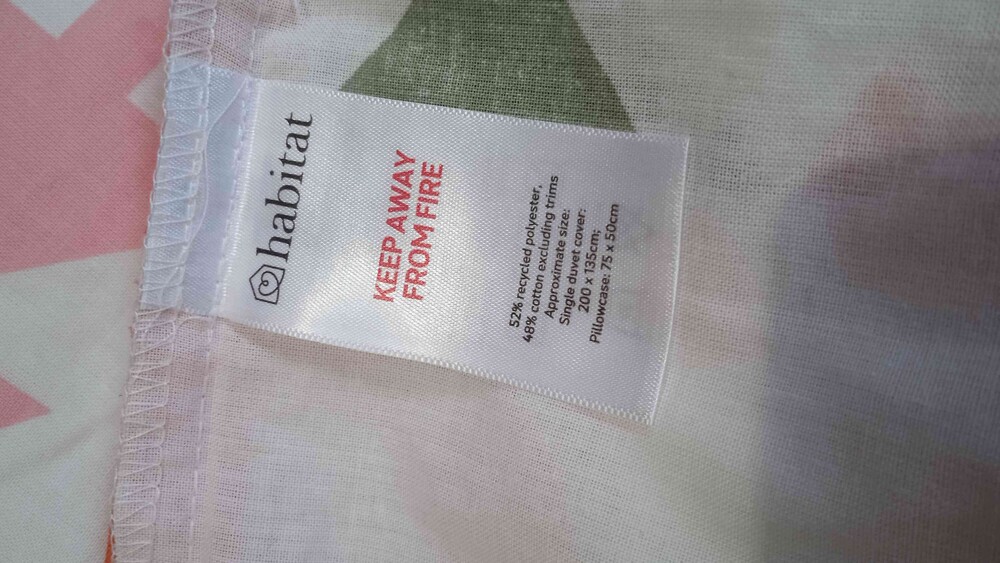 habitat
KEEP AWAY
FROM FIRE
52% recycled polyester,
48% cotton excluding trims
Approximate size:
Single duvet cover:
200 x 135cm;
Pillowcase: 75 x 50cm